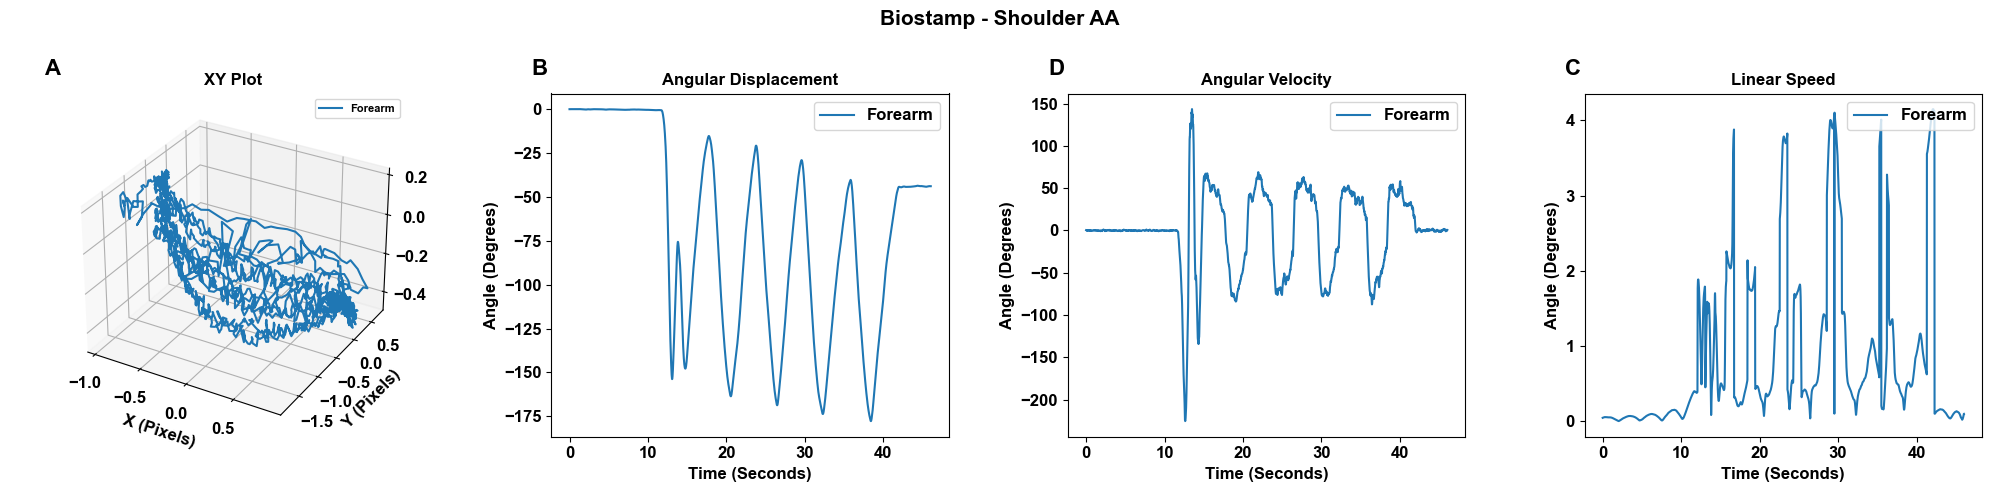 Biostamp - Shoulder AA
A
XY Plot
Forearm
0.2
0.0
−0.2
−0.4
0.5
0.0
−0.5
−1.0
−1.5
Y (Pixels)
−1.0
−0.5
0.0
0.5
X (Pixels)
B
Angular Displacement
Forearm
Angle (Degrees)
0
−25
−50
−75
−100
−125
−150
−175
0 10 20 30 40
Time (Seconds)
D
Angular Velocity
Forearm
Angle (Degrees)
150
100
50
0
−50
−100
−150
−200
0 10 20 30 40
Time (Seconds)
C
Linear Speed
Forearm
Angle (Degrees)
4
3
2
1
0
0 10 20 30 40
Time (Seconds)